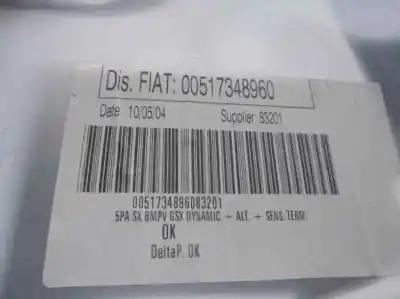 Dis. FIAT: 00517348960
Date 10/05/04 Supplier: 83201
0051734896083201
5PA SX BMPV GSX DYNAMIC + ALT. + SENS. TERM.
OK
DeltaP. OK